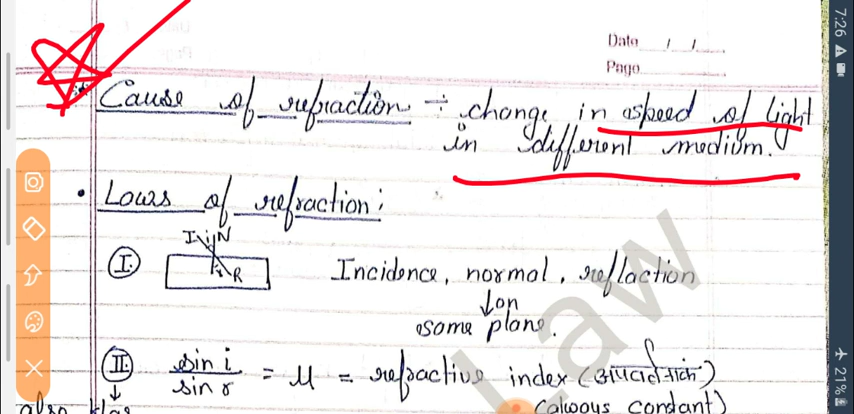 Date / /
Page
Cause of refraction ÷ change in speed of light
in different medium.
• Laws of refraction:
I. I i N
r R
Incidence, normal, reflaction
↓on
same plane.
Law
II. sin i / sin r = μ = refractive index (अपवर्तनांक)
(always constant)
↓
also
7:26
21%